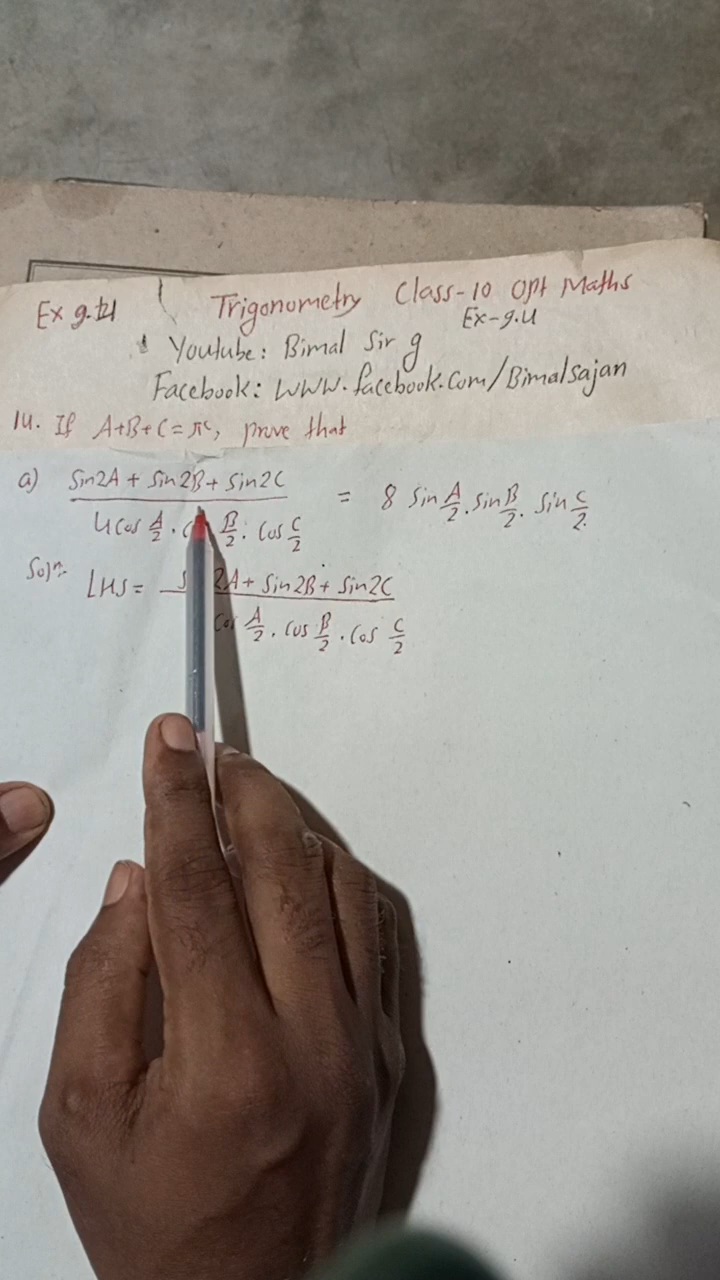 Ex 9.4 Trigonometry Class-10 Opt Maths
Ex-9.4
Youtube: Bimal Sir g
Facebook: WWW.facebook.Com/Bimalsajan
14. If A+B+C=πᶜ, prove that
a) Sin2A + Sin2B + Sin2C / 4Cos A/2 . B/2 . Cos C/2 = 8 Sin A/2 . Sin B/2 . Sin C/2
Soln LHS = 2A + Sin2B + Sin2C / Cos A/2 . Cos B/2 . Cos C/2